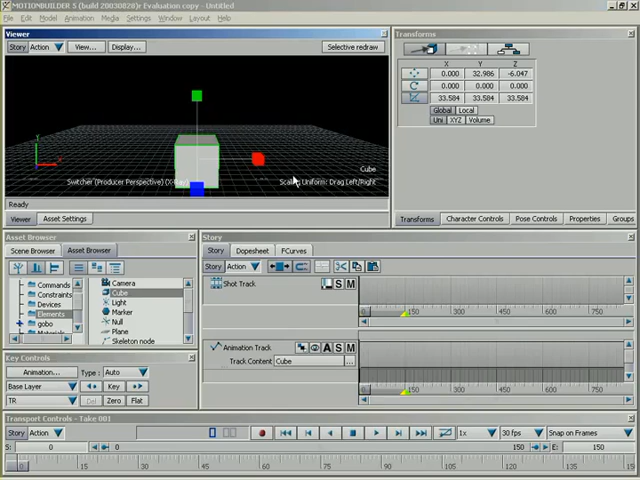 MOTIONBUILDER 5 (build 20030820)r Evaluation copy - Untitled
File Edit Model Animation Settings Window Layout Help
Viewer
Story Action View... Display... Selective redraw
Y
X
Cube
Switcher (Producer Perspective) (X-Ray)
Scaling Uniform: Drag Left/Right
Ready
Viewer Asset Settings
Transforms
X Y Z
0.000 32.986 -6.047
0.000 0.000 0.000
33.584 33.584 33.584
Global Local
Uni XYZ Volume
Transforms Character Controls Pose Controls Properties Groups
Asset Browser
Scene Browser Asset Browser
Commands
Constraints
Devices
Elements
gobo
Materials
Camera
Cube
Light
Marker
Null
Plane
Skeleton node
Key Controls
Animation... Type : Auto
Base Layer Key
TR Del Zero Flat
Story
Story Dopesheet FCurves
Story Action
Shot Track S M
0 150 300 450 600 750
Animation Track A S M
Track Content Cube ...
0 150 300 450 600 750
Transport Controls - Take 001
Story Action 1x 30 fps Snap on Frames
S: 0 0 150 E: 150
0 15 30 45 60 75 90 105 120 135 150